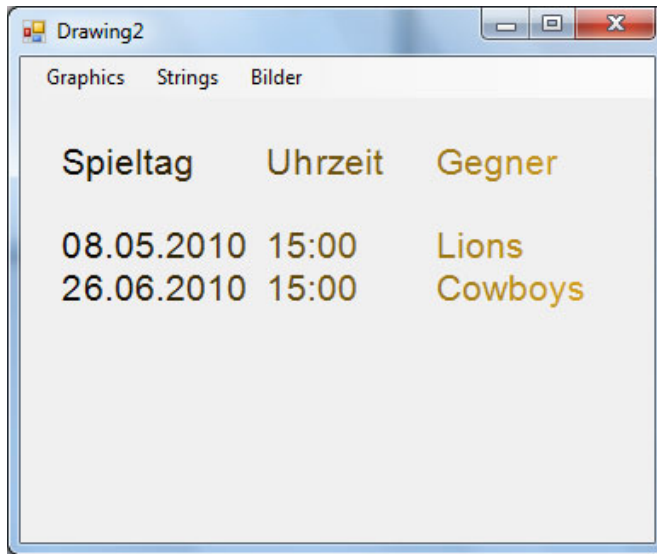 Drawing2
Graphics Strings Bilder
Spieltag Uhrzeit Gegner
08.05.2010 15:00 Lions
26.06.2010 15:00 Cowboys